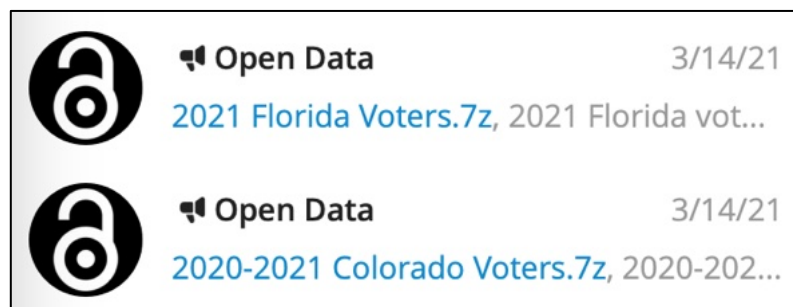 Open Data 3/14/21
2021 Florida Voters.7z, 2021 Florida vot...
Open Data 3/14/21
2020-2021 Colorado Voters.7z, 2020-202...